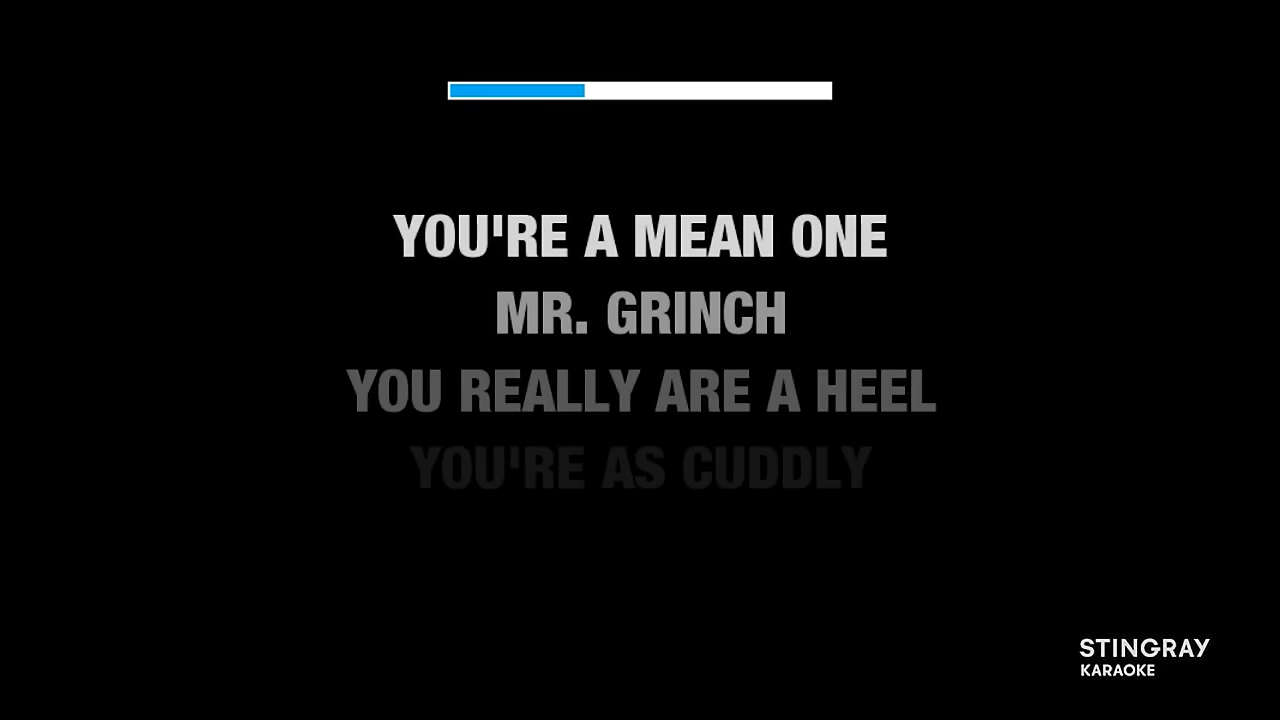 YOU'RE A MEAN ONE
MR. GRINCH
YOU REALLY ARE A HEEL
YOU'RE AS CUDDLY
STINGRAY
KARAOKE